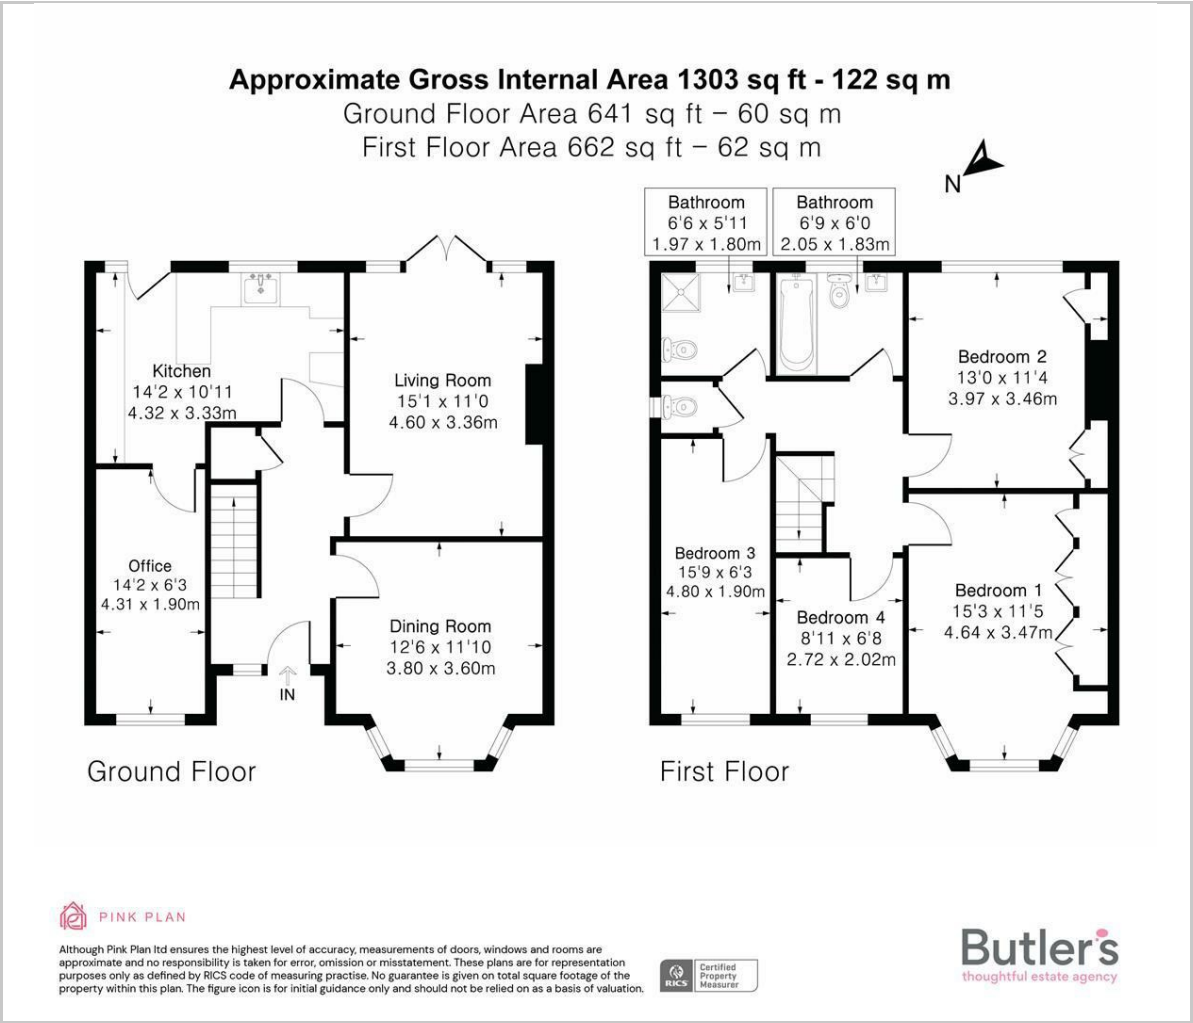 Approximate Gross Internal Area 1303 sq ft - 122 sq m
Ground Floor Area 641 sq ft – 60 sq m
First Floor Area 662 sq ft – 62 sq m
N
Kitchen
14'2 x 10'11
4.32 x 3.33m
Living Room
15'1 x 11'0
4.60 x 3.36m
Office
14'2 x 6'3
4.31 x 1.90m
Dining Room
12'6 x 11'10
3.80 x 3.60m
IN
Ground Floor
Bathroom
6'6 x 5'11
1.97 x 1.80m
Bathroom
6'9 x 6'0
2.05 x 1.83m
Bedroom 2
13'0 x 11'4
3.97 x 3.46m
Bedroom 3
15'9 x 6'3
4.80 x 1.90m
Bedroom 4
8'11 x 6'8
2.72 x 2.02m
Bedroom 1
15'3 x 11'5
4.64 x 3.47m
First Floor
PINK PLAN
Although Pink Plan ltd ensures the highest level of accuracy, measurements of doors, windows and rooms are
approximate and no responsibility is taken for error, omission or misstatement. These plans are for representation
purposes only as defined by RICS code of measuring practise. No guarantee is given on total square footage of the
property within this plan. The figure icon is for initial guidance only and should not be relied on as a basis of valuation.
RICS
Certified
Property
Measurer
Butler's
thoughtful estate agency